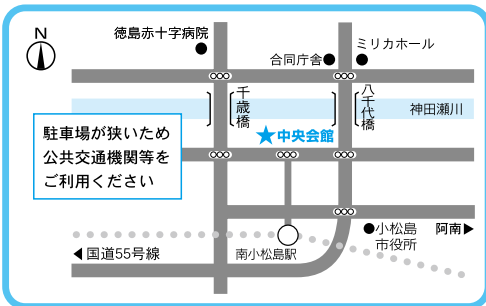 N
徳島赤十字病院
ミリカホール
合同庁舎
千歳橋
八千代橋
神田瀬川
中央会館
駐車場が狭いため
公共交通機関等を
ご利用ください
小松島
市役所
阿南
国道55号線
南小松島駅